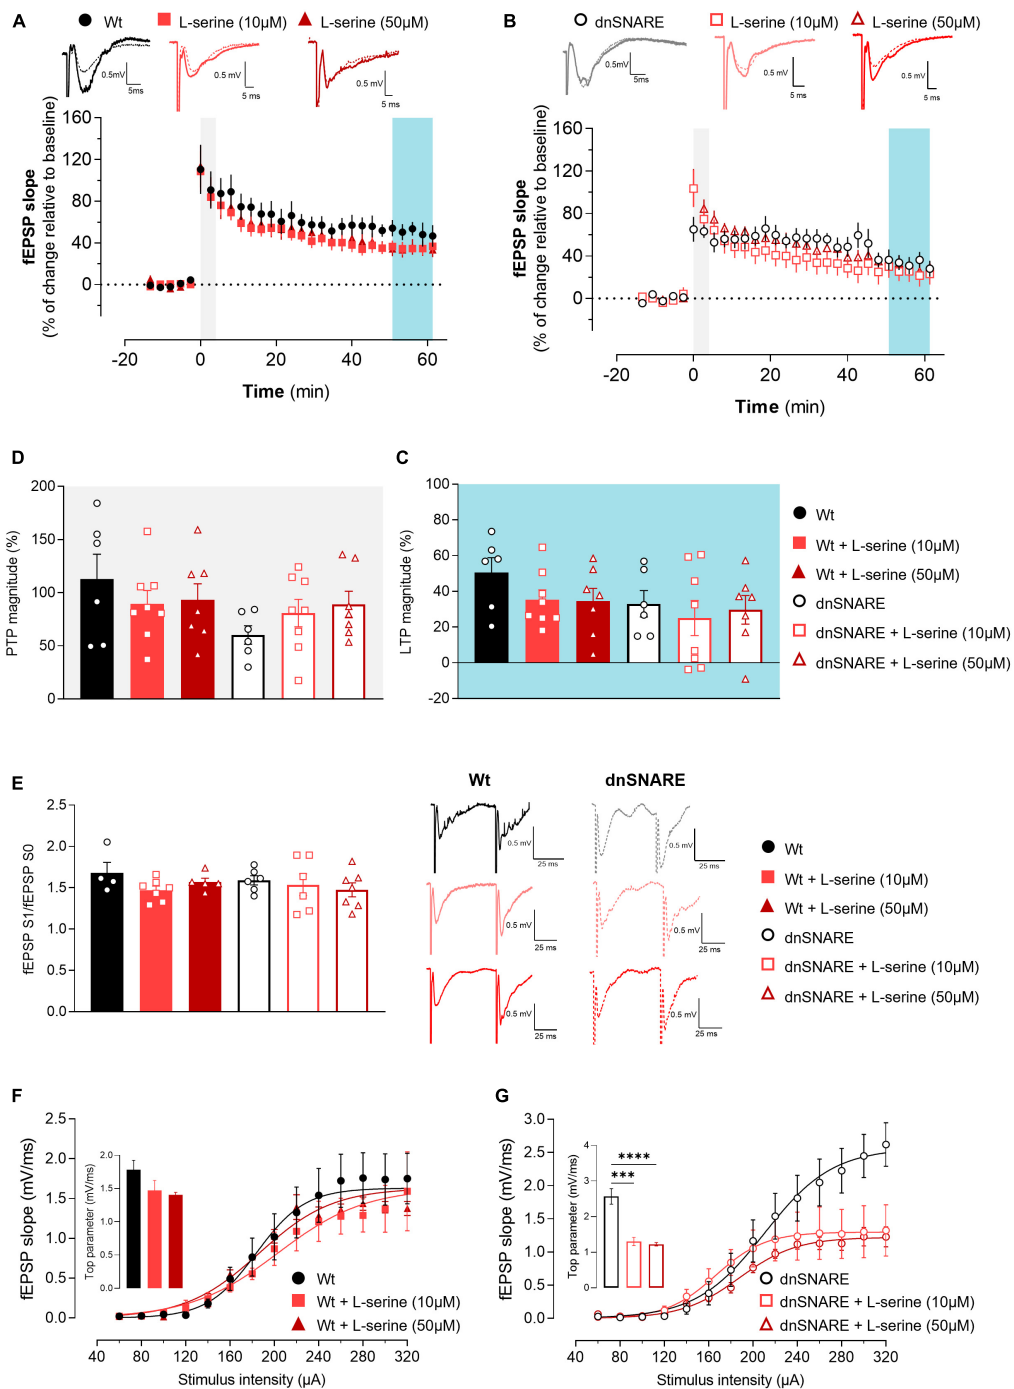 A
Wt
L-serine (10µM)
L-serine (50µM)
0.5mV
5ms
0.5mV
5 ms
0.5mV
5 ms
fEPSP slope
(% of change relative to baseline)
160
120
80
40
0
-20
0
20
40
60
Time (min)
B
dnSNARE
L-serine (10µM)
L-serine (50µM)
0.5mV
5ms
0.5 mV
5 ms
0.5 mV
5 ms
fEPSP slope
(% of change relative to baseline)
160
120
80
40
0
-20
0
20
40
60
Time (min)
D
PTP magnitude (%)
200
150
100
50
0
C
LTP magnitude (%)
100
80
60
40
20
0
-20
Wt
Wt + L-serine (10µM)
Wt + L-serine (50µM)
dnSNARE
dnSNARE + L-serine (10µM)
dnSNARE + L-serine (50µM)
E
fEPSP S1/fEPSP S0
2.5
2.0
1.5
1.0
0.5
0.0
Wt
dnSNARE
0.5 mV
25 ms
0.5 mV
25 ms
0.5 mV
25 ms
0.5 mV
25 ms
0.5 mV
25 ms
0.5 mV
25 ms
Wt
Wt + L-serine (10µM)
Wt + L-serine (50µM)
dnSNARE
dnSNARE + L-serine (10µM)
dnSNARE + L-serine (50µM)
F
fEPSP slope (mV/ms)
2.5
2.0
1.5
1.0
0.5
0.0
Top parameter (mV/ms)
2.0
1.5
1.0
0.5
0.0
Wt
Wt + L-serine (10µM)
Wt + L-serine (50µM)
40
80
120
160
200
240
280
320
Stimulus intensity (µA)
G
fEPSP slope (mV/ms)
3.0
2.5
2.0
1.5
1.0
0.5
0.0
Top parameter (mV/ms)
4
3
2
1
0
****
***
dnSNARE
dnSNARE + L-serine (10µM)
dnSNARE + L-serine (50µM)
40
80
120
160
200
240
280
320
Stimulus intensity (µA)